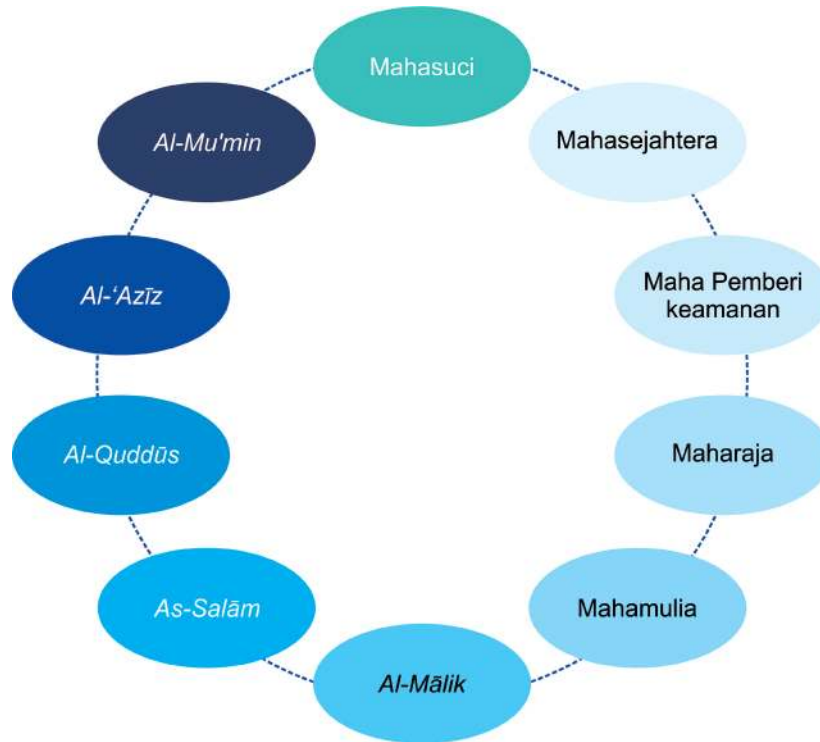 Mahasuci
Mahasejahtera
Maha Pemberi
keamanan
Maharaja
Mahamulia
Al-Mālik
As-Salām
Al-Quddūs
Al-‘Azīz
Al-Mu'min